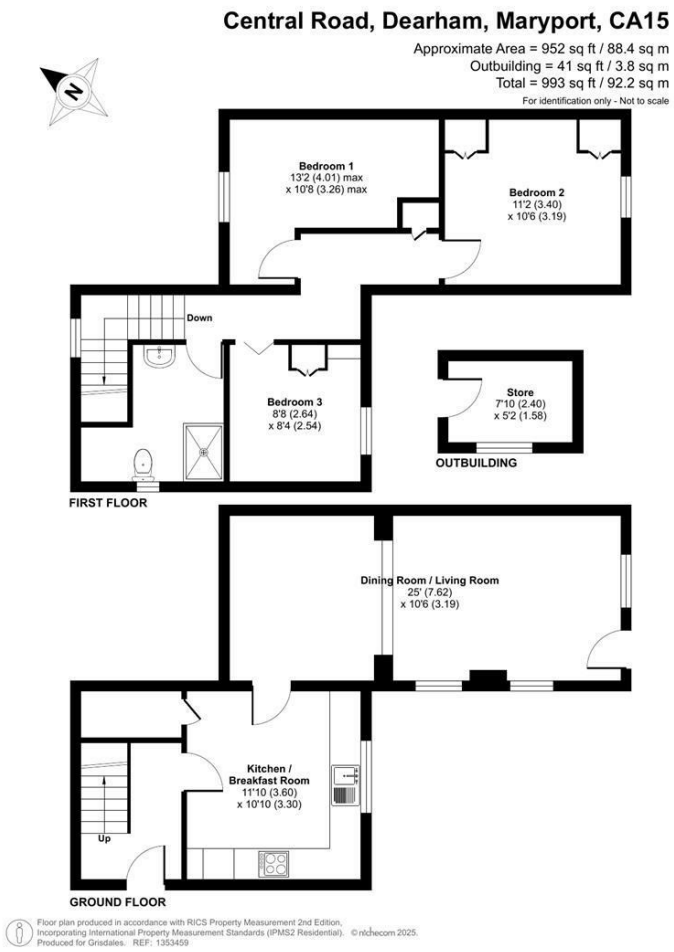 Central Road, Dearham, Maryport, CA15
Approximate Area = 952 sq ft / 88.4 sq m
Outbuilding = 41 sq ft / 3.8 sq m
Total = 993 sq ft / 92.2 sq m
For identification only - Not to scale
N
Bedroom 1
13'2 (4.01) max
x 10'8 (3.26) max
Bedroom 2
11'2 (3.40)
x 10'6 (3.19)
Down
Bedroom 3
8'8 (2.64)
x 8'4 (2.54)
Store
7'10 (2.40)
x 5'2 (1.58)
OUTBUILDING
FIRST FLOOR
Dining Room / Living Room
25' (7.62)
x 10'6 (3.19)
Kitchen /
Breakfast Room
11'10 (3.60)
x 10'10 (3.30)
Up
GROUND FLOOR
Floor plan produced in accordance with RICS Property Measurement 2nd Edition,
Incorporating International Property Measurement Standards (IPMS2 Residential). © nichecom 2025.
Produced for Grisdales. REF: 1353459